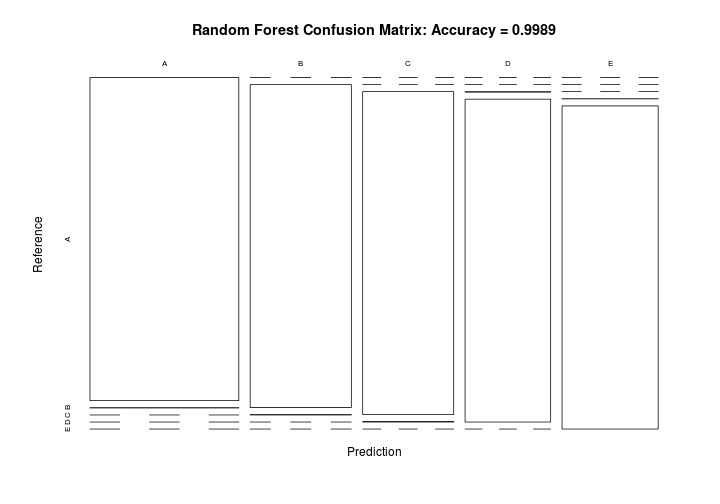 Random Forest Confusion Matrix: Accuracy = 0.9989
A B C D E
Reference
A
E D C B
Prediction